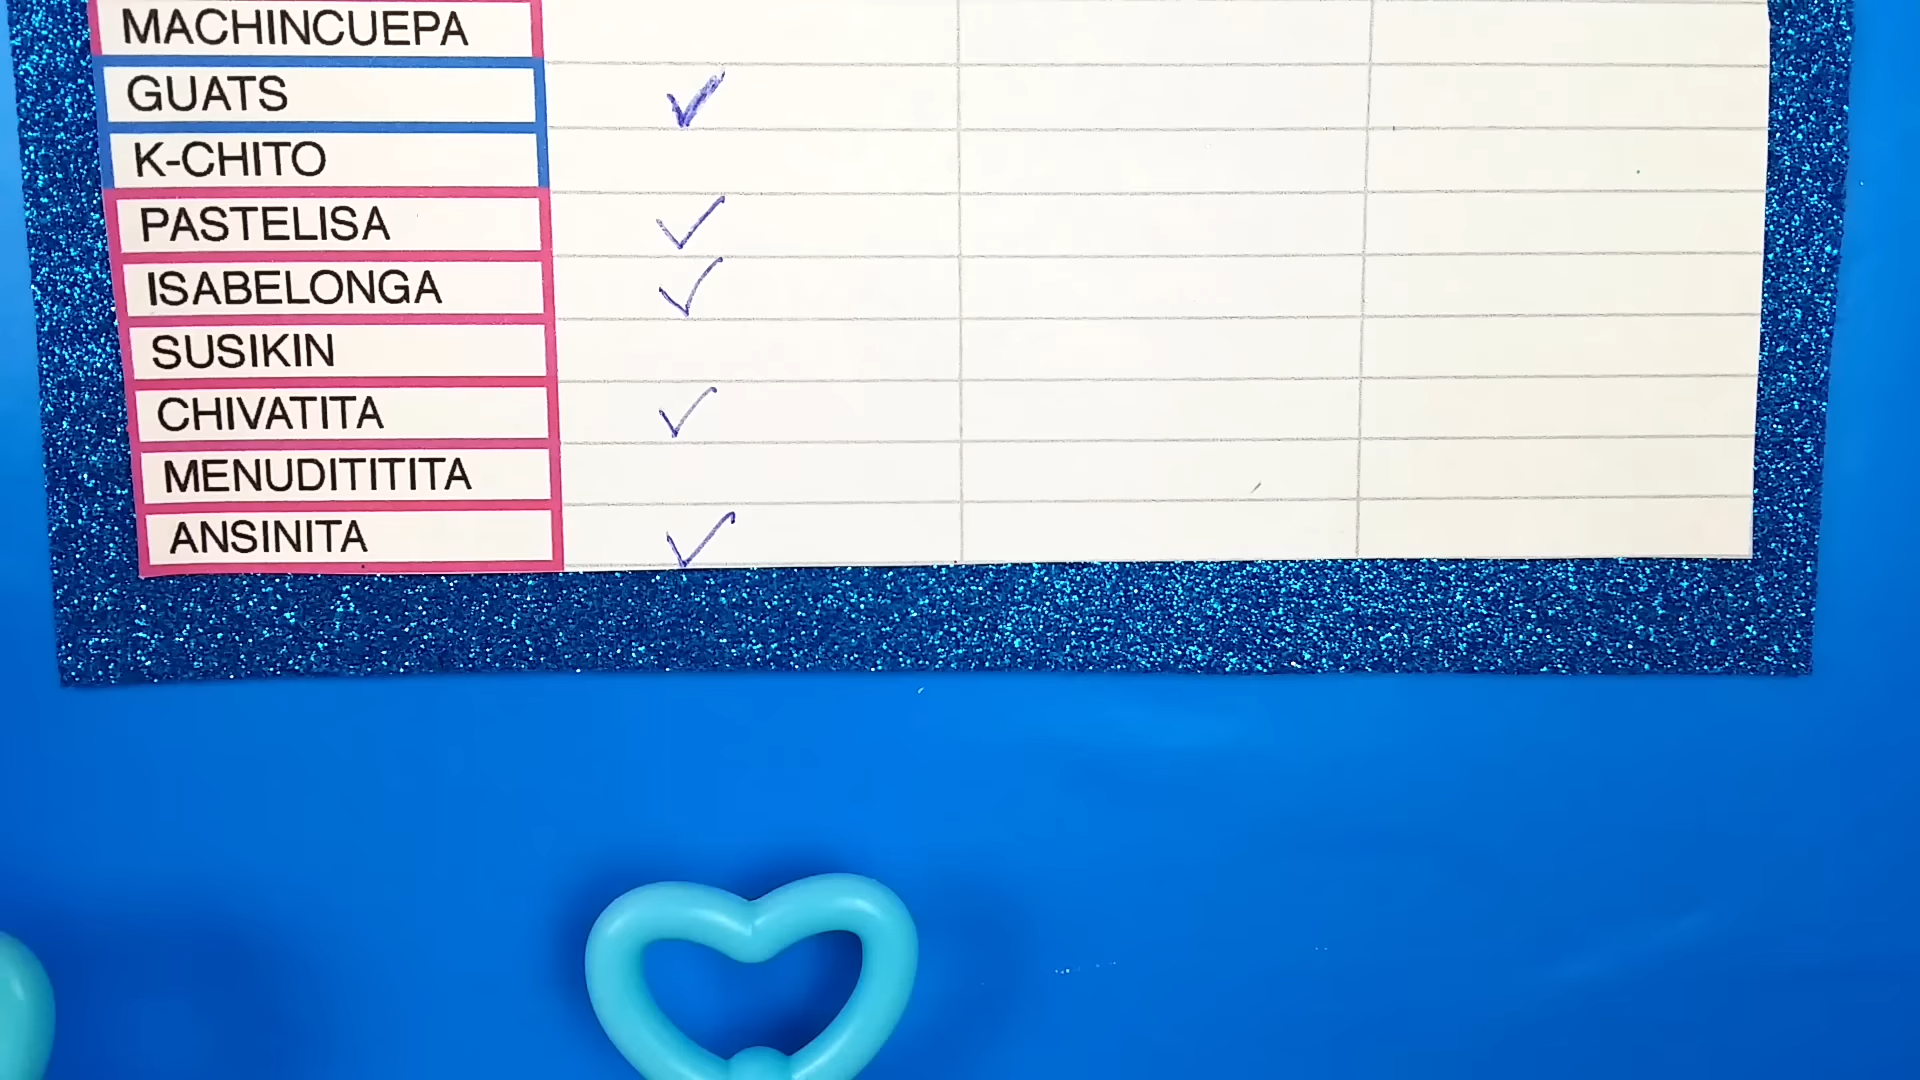 MACHINCUEPA
GUATS ✓
K-CHITO
PASTELISA ✓
ISABELONGA ✓
SUSIKIN
CHIVATITA ✓
MENUDITITITA
ANSINITA ✓